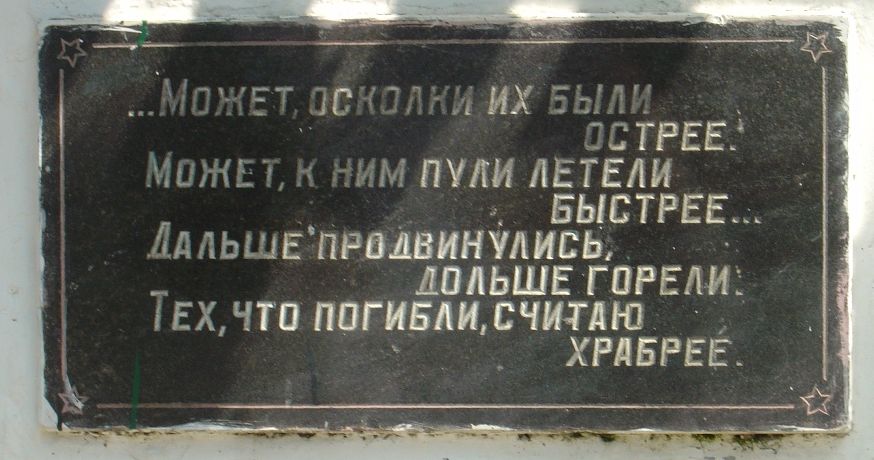 ...Может, осколки их были
острее.
Может, к ним пули летели
быстрее...
Дальше продвинулись,
дольше горели.
Тех, что погибли, считаю
храбрее.